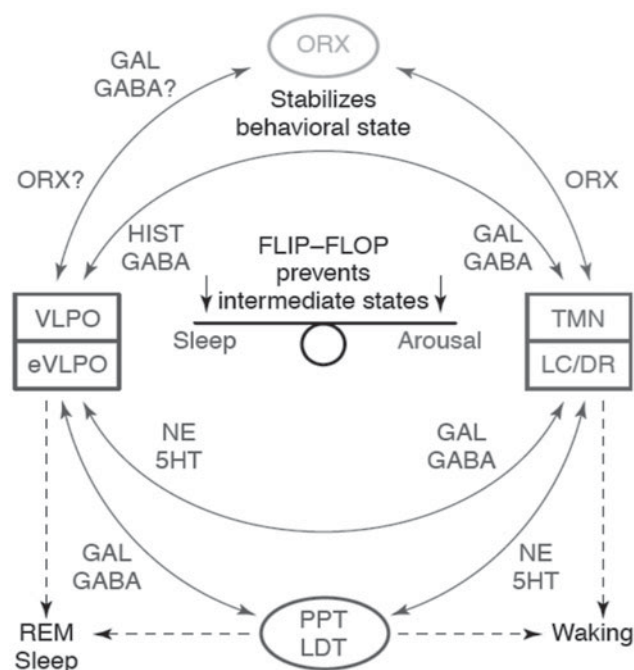 ORX
GAL
GABA?
Stabilizes
behavioral state
ORX?
ORX
HIST
GABA
FLIP–FLOP
prevents
intermediate states
GAL
GABA
VLPO
eVLPO
Sleep
Arousal
TMN
LC/DR
NE
5HT
GAL
GABA
GAL
GABA
NE
5HT
REM
Sleep
PPT
LDT
Waking